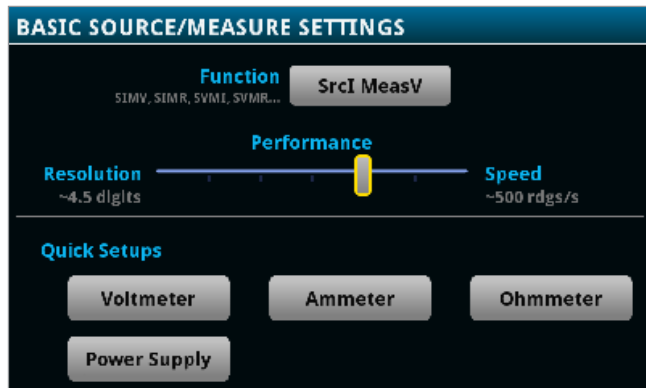 BASIC SOURCE/MEASURE SETTINGS
Function
SIMV, SIMR, SVMI, SVMR...
SrcI MeasV
Performance
Resolution
~4.5 digits
Speed
~500 rdgs/s
Quick Setups
Voltmeter
Ammeter
Ohmmeter
Power Supply